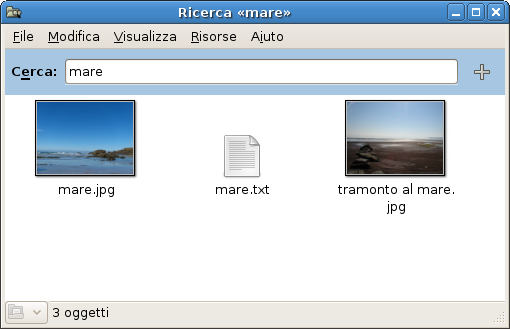 Ricerca «mare»
File Modifica Visualizza Risorse Aiuto
Cerca: mare
mare.jpg mare.txt tramonto al mare.
jpg
3 oggetti